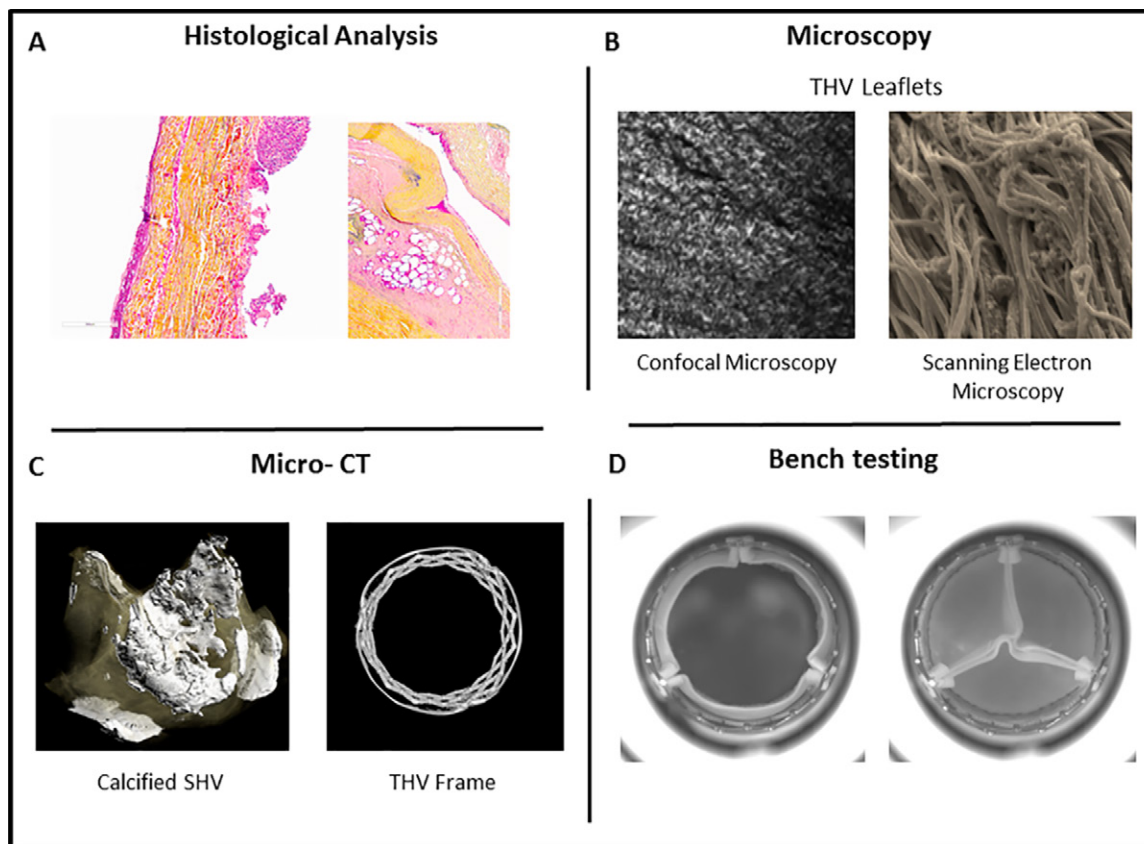 A
Histological Analysis
B
Microscopy
THV Leaflets
Confocal Microscopy
Scanning Electron
Microscopy
C
Micro- CT
Calcified SHV
THV Frame
D
Bench testing